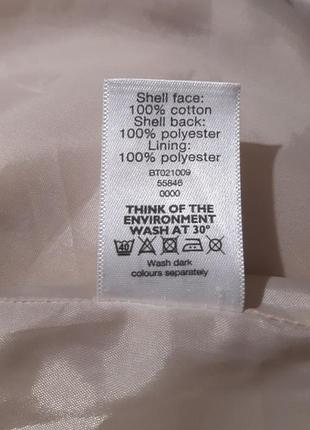 Shell face:
100% cotton
Shell back:
100% polyester
Lining:
100% polyester
BT021009
55846
0000
THINK OF THE
ENVIRONMENT
WASH AT 30°
40
Wash dark
colours separately